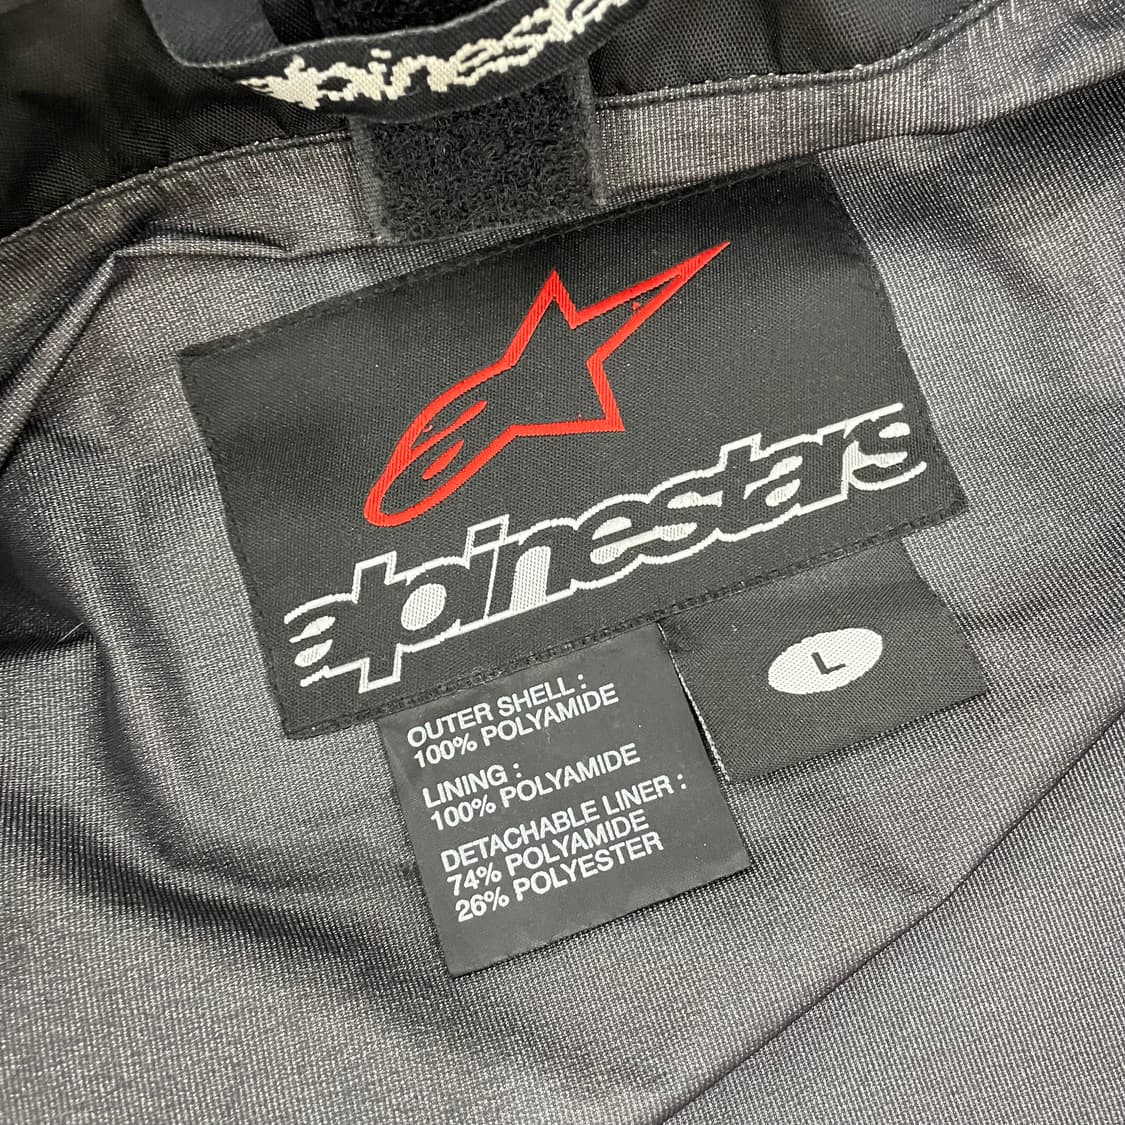 alpinestars
alpinestars
L
OUTER SHELL :
100% POLYAMIDE
LINING :
100% POLYAMIDE
DETACHABLE LINER :
74% POLYAMIDE
26% POLYESTER